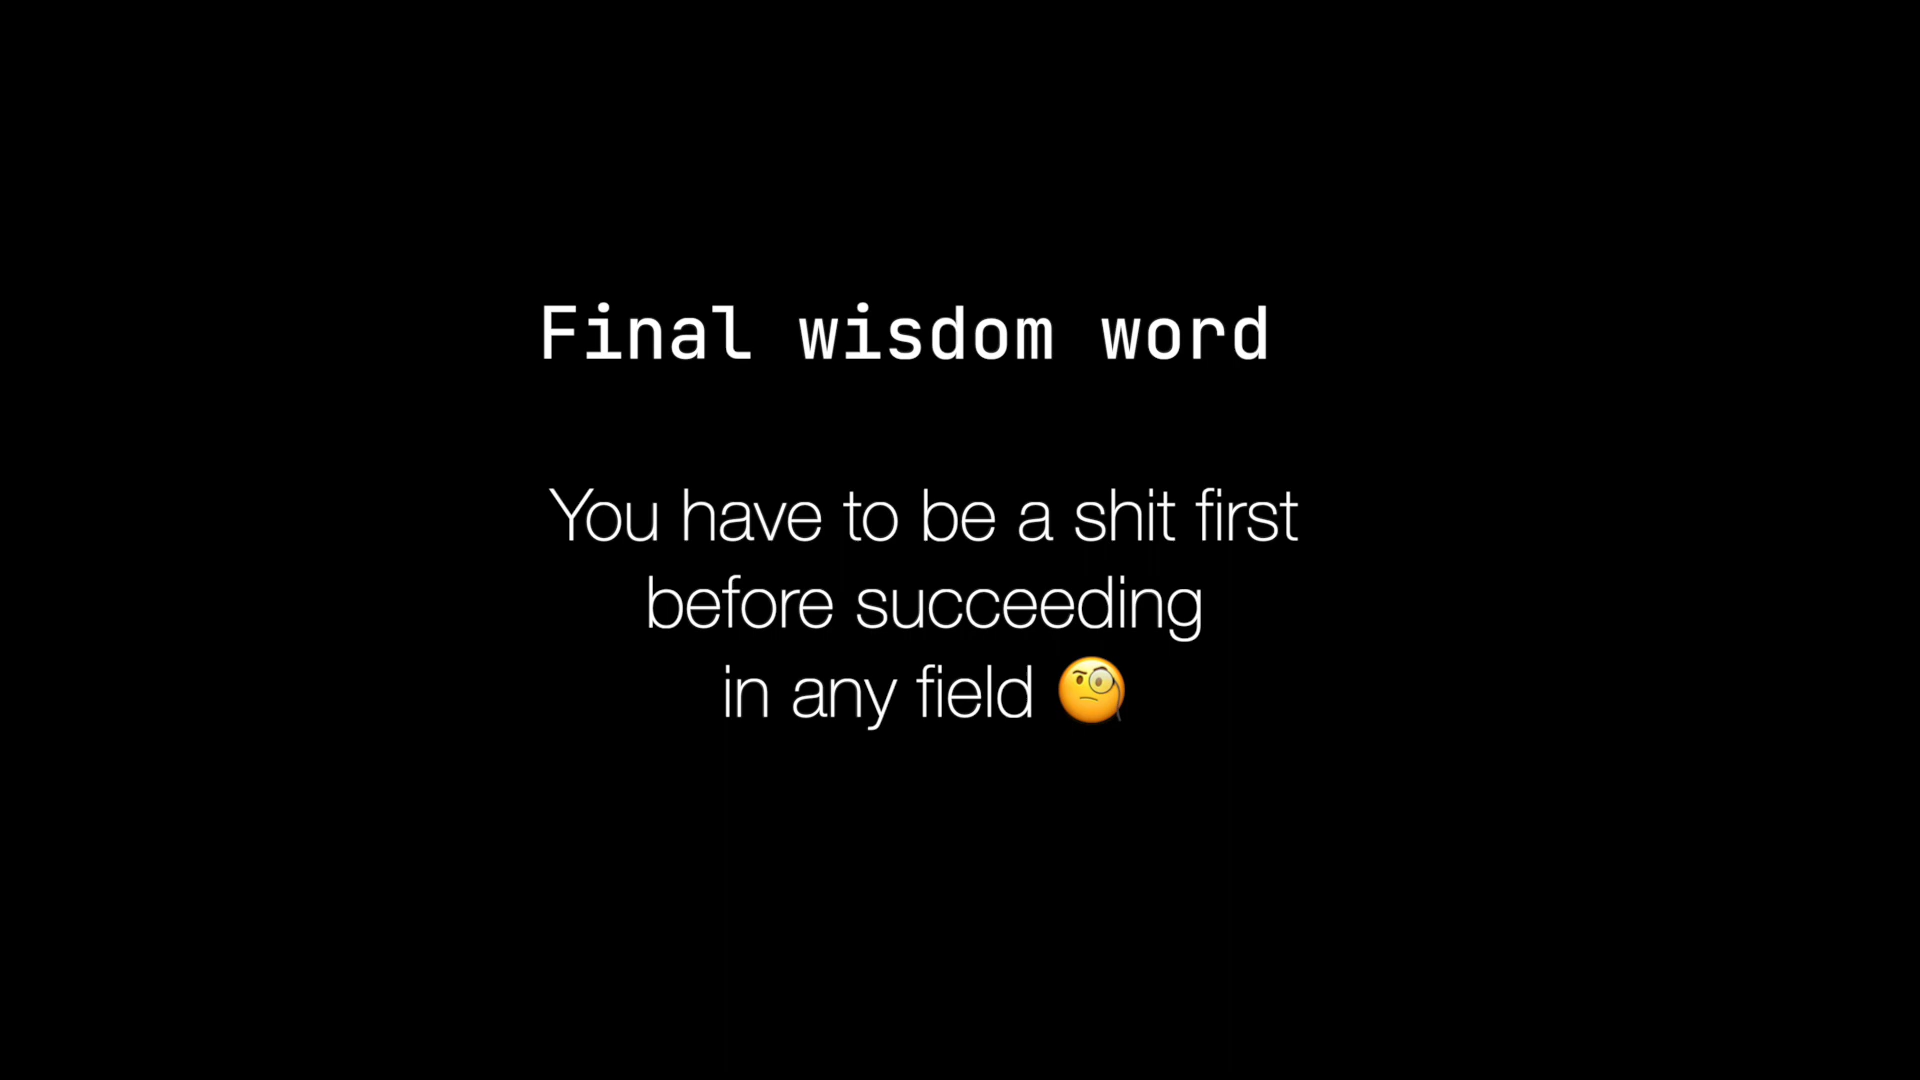 Final wisdom word
You have to be a shit first
before succeeding
in any field 🧐